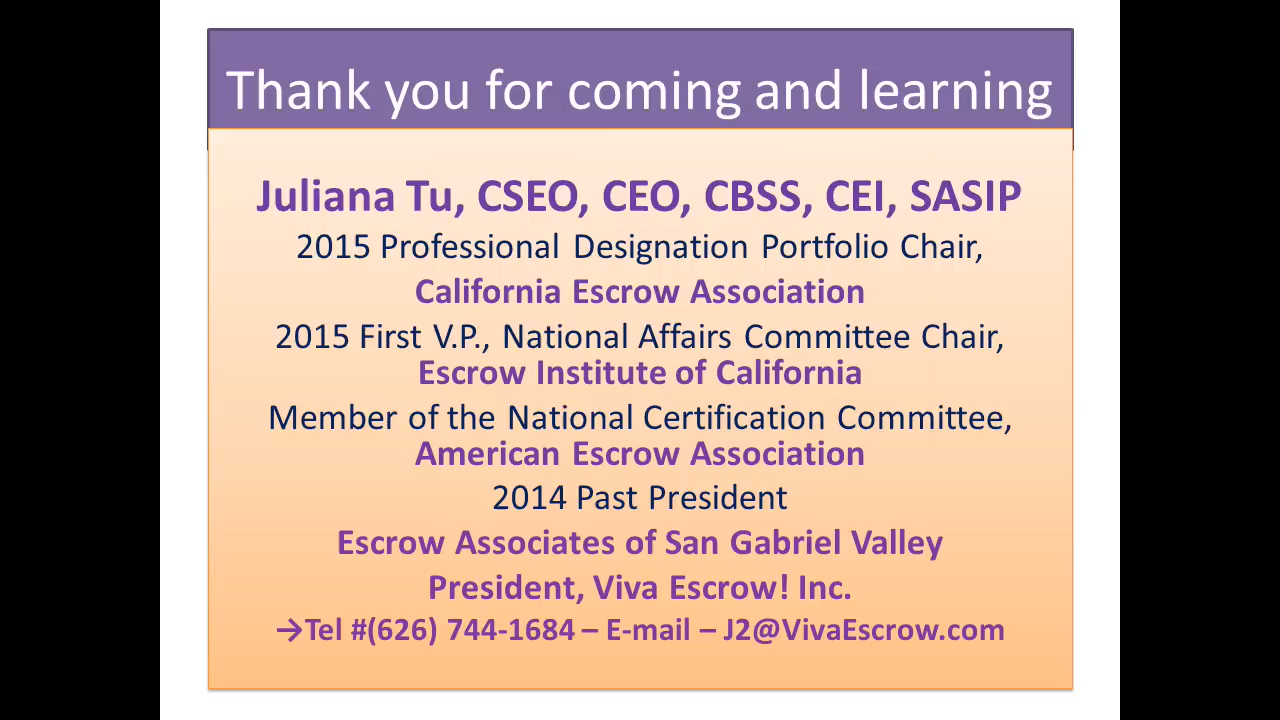 Thank you for coming and learning
Juliana Tu, CSEO, CEO, CBSS, CEI, SASIP
2015 Professional Designation Portfolio Chair,
California Escrow Association
2015 First V.P., National Affairs Committee Chair,
Escrow Institute of California
Member of the National Certification Committee,
American Escrow Association
2014 Past President
Escrow Associates of San Gabriel Valley
President, Viva Escrow! Inc.
→Tel #(626) 744-1684 – E-mail – J2@VivaEscrow.com